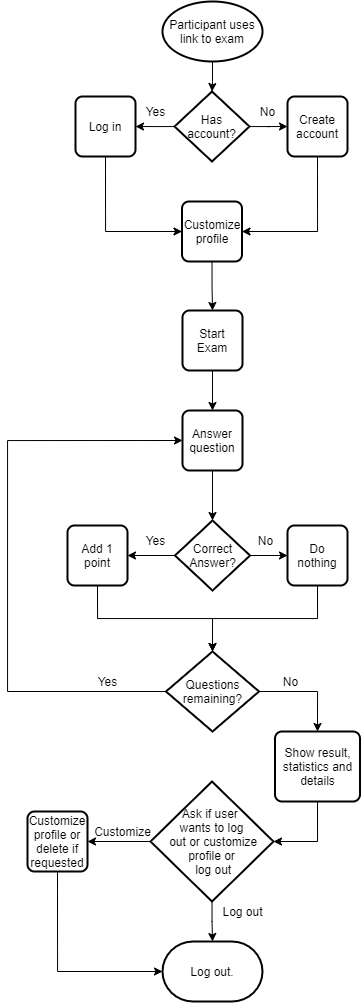 Participant uses
link to exam
Yes
No
Log in
Has
account?
Create
account
Customize
profile
Start
Exam
Answer
question
Yes
No
Add 1
point
Correct
Answer?
Do
nothing
Yes
No
Questions
remaining?
Show result,
statistics and
details
Ask if user
wants to log
out or customize
profile or
log out
Customize
Customize
profile or
delete if
requested
Log out
Log out.